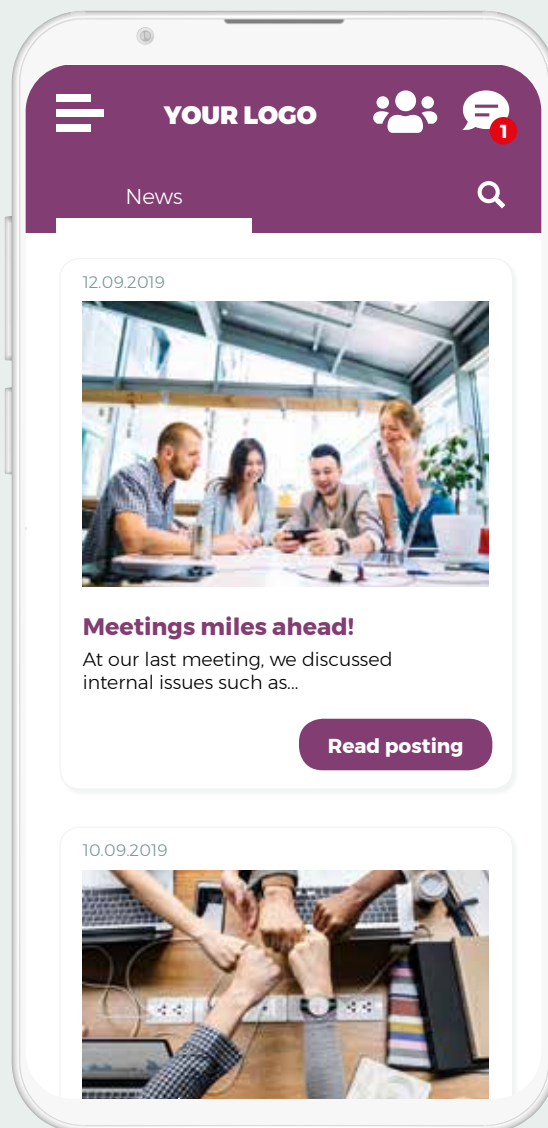 YOUR LOGO
1
News
12.09.2019
Meetings miles ahead!
At our last meeting, we discussed
internal issues such as...
Read posting
10.09.2019